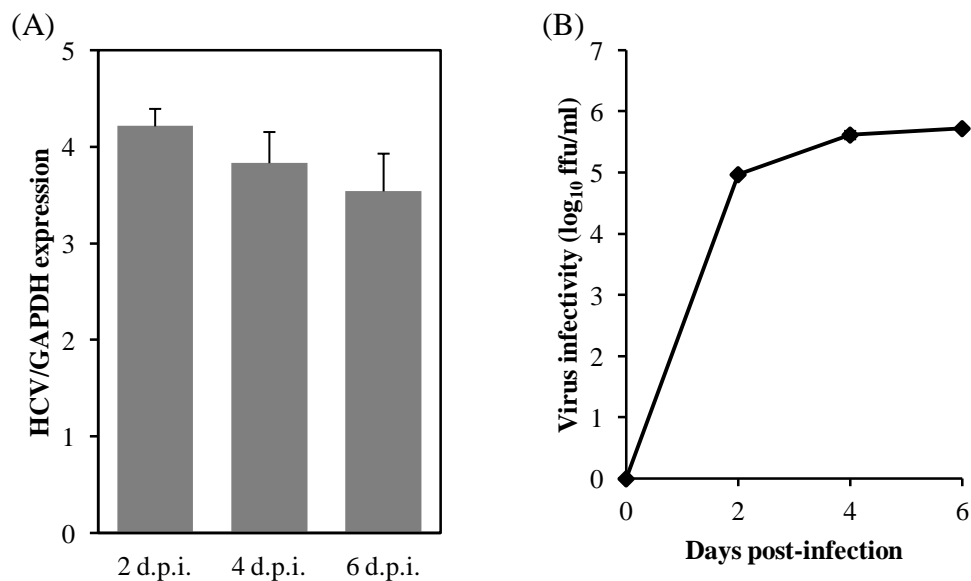 (A)
5
4
3
2
1
0
HCV/GAPDH expression
2 d.p.i. 4 d.p.i. 6 d.p.i.
(B)
7
6
5
4
3
2
1
0
Virus infectivity (log₁₀ ffu/ml)
0 2 4 6
Days post-infection